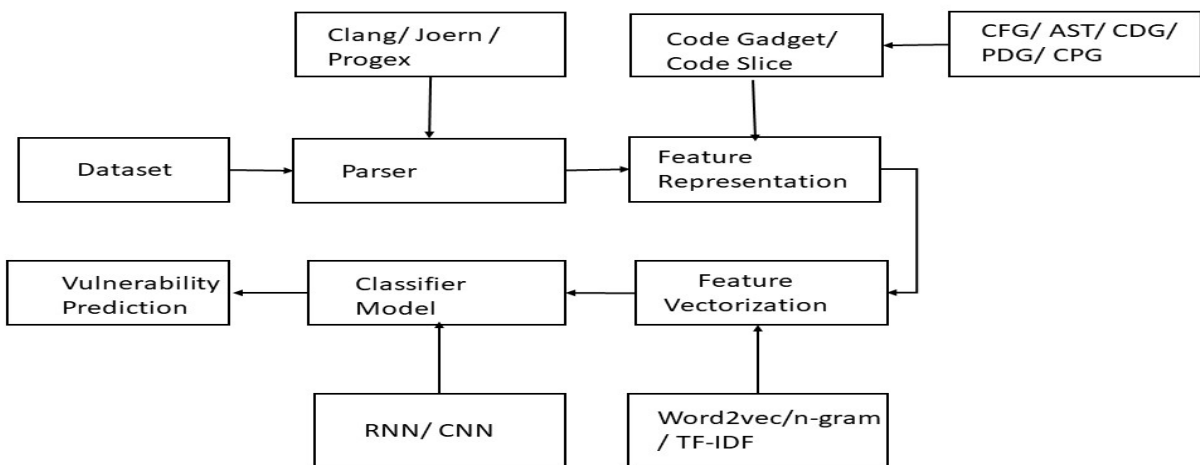 Clang/ Joern /
Progex
Code Gadget/
Code Slice
CFG/ AST/ CDG/
PDG/ CPG
Dataset
Parser
Feature
Representation
Vulnerability
Prediction
Classifier
Model
Feature
Vectorization
RNN/ CNN
Word2vec/n-gram
/ TF-IDF